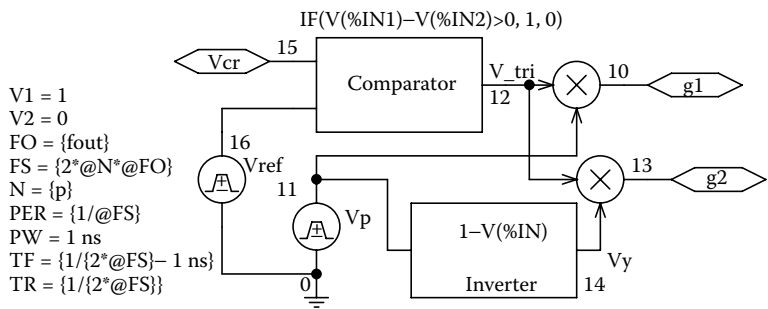 IF(V(%IN1)−V(%IN2)>0, 1, 0)
15
Vcr
Comparator
V_tri
12
10
g1
V1 = 1
V2 = 0
FO = {fout}
FS = {2*@N*@FO}
N = {p}
PER = {1/@FS}
PW = 1 ns
TF = {1/{2*@FS}− 1 ns}
TR = {1/{2*@FS}}
16
Vref
11
Vp
0
13
g2
1−V(%IN)
Inverter
Vy
14